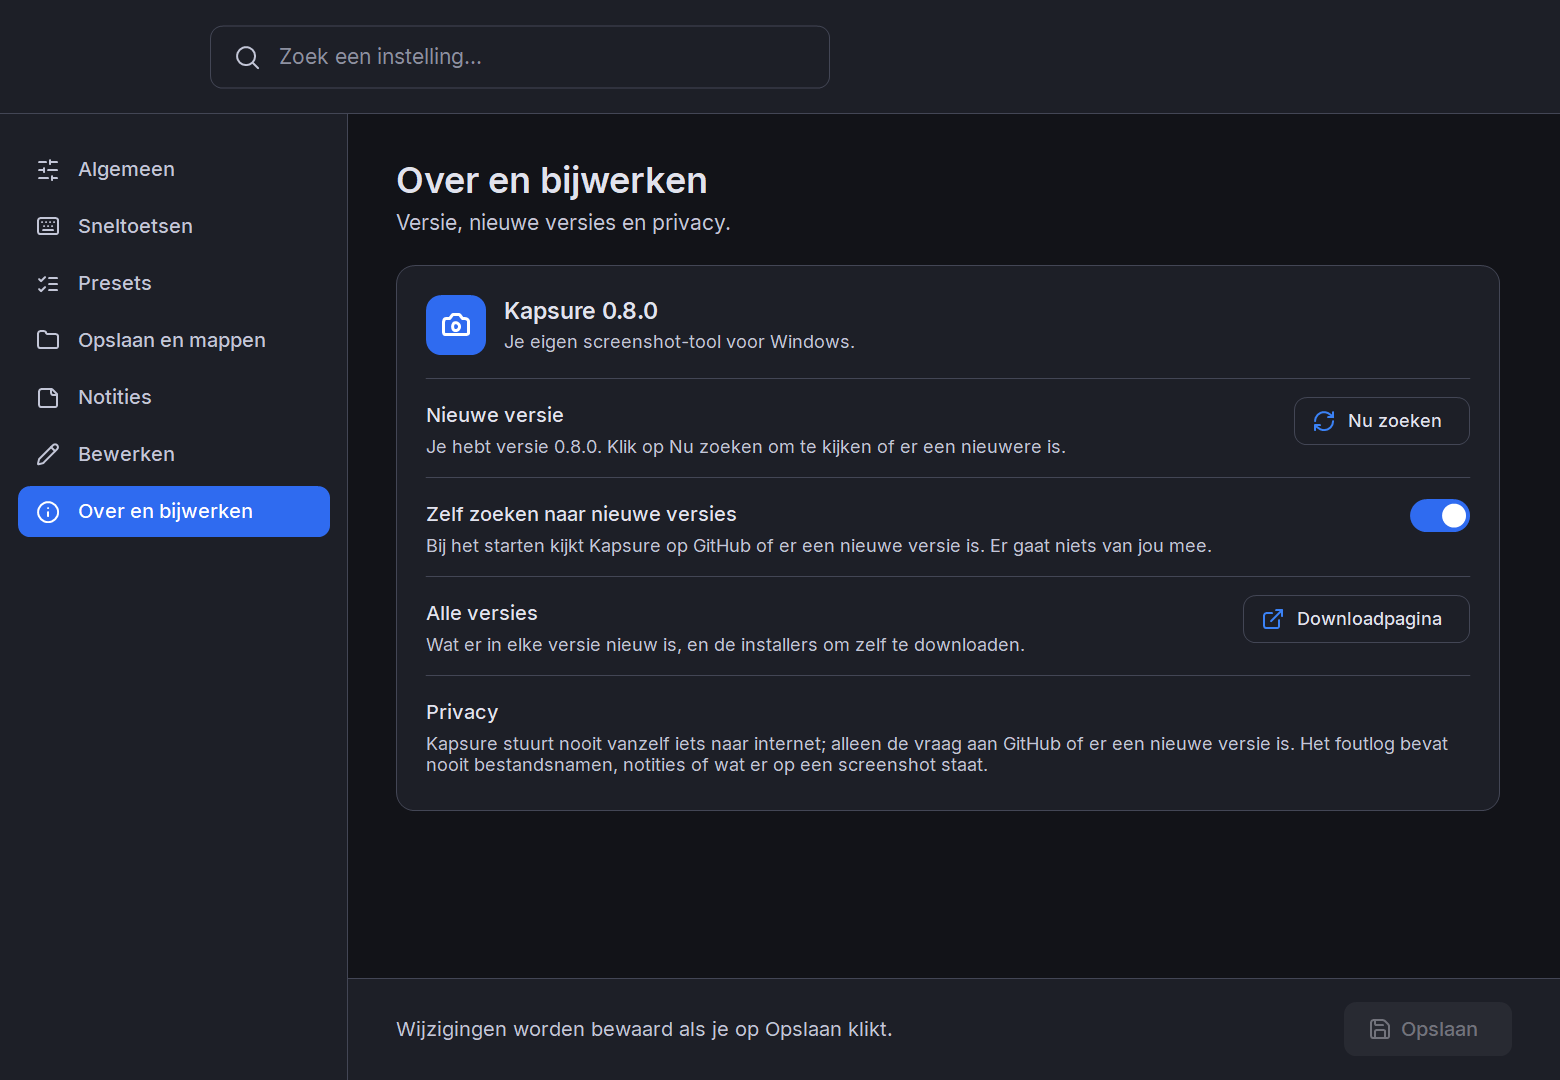 Zoek een instelling...
Algemeen
Sneltoetsen
Presets
Opslaan en mappen
Notities
Bewerken
Over en bijwerken
Over en bijwerken
Versie, nieuwe versies en privacy.
Kapsure 0.8.0
Je eigen screenshot-tool voor Windows.
Nieuwe versie
Je hebt versie 0.8.0. Klik op Nu zoeken om te kijken of er een nieuwere is.
Nu zoeken
Zelf zoeken naar nieuwe versies
Bij het starten kijkt Kapsure op GitHub of er een nieuwe versie is. Er gaat niets van jou mee.
Alle versies
Wat er in elke versie nieuw is, en de installers om zelf te downloaden.
Downloadpagina
Privacy
Kapsure stuurt nooit vanzelf iets naar internet; alleen de vraag aan GitHub of er een nieuwe versie is. Het foutlog bevat
nooit bestandsnamen, notities of wat er op een screenshot staat.
Wijzigingen worden bewaard als je op Opslaan klikt.
Opslaan